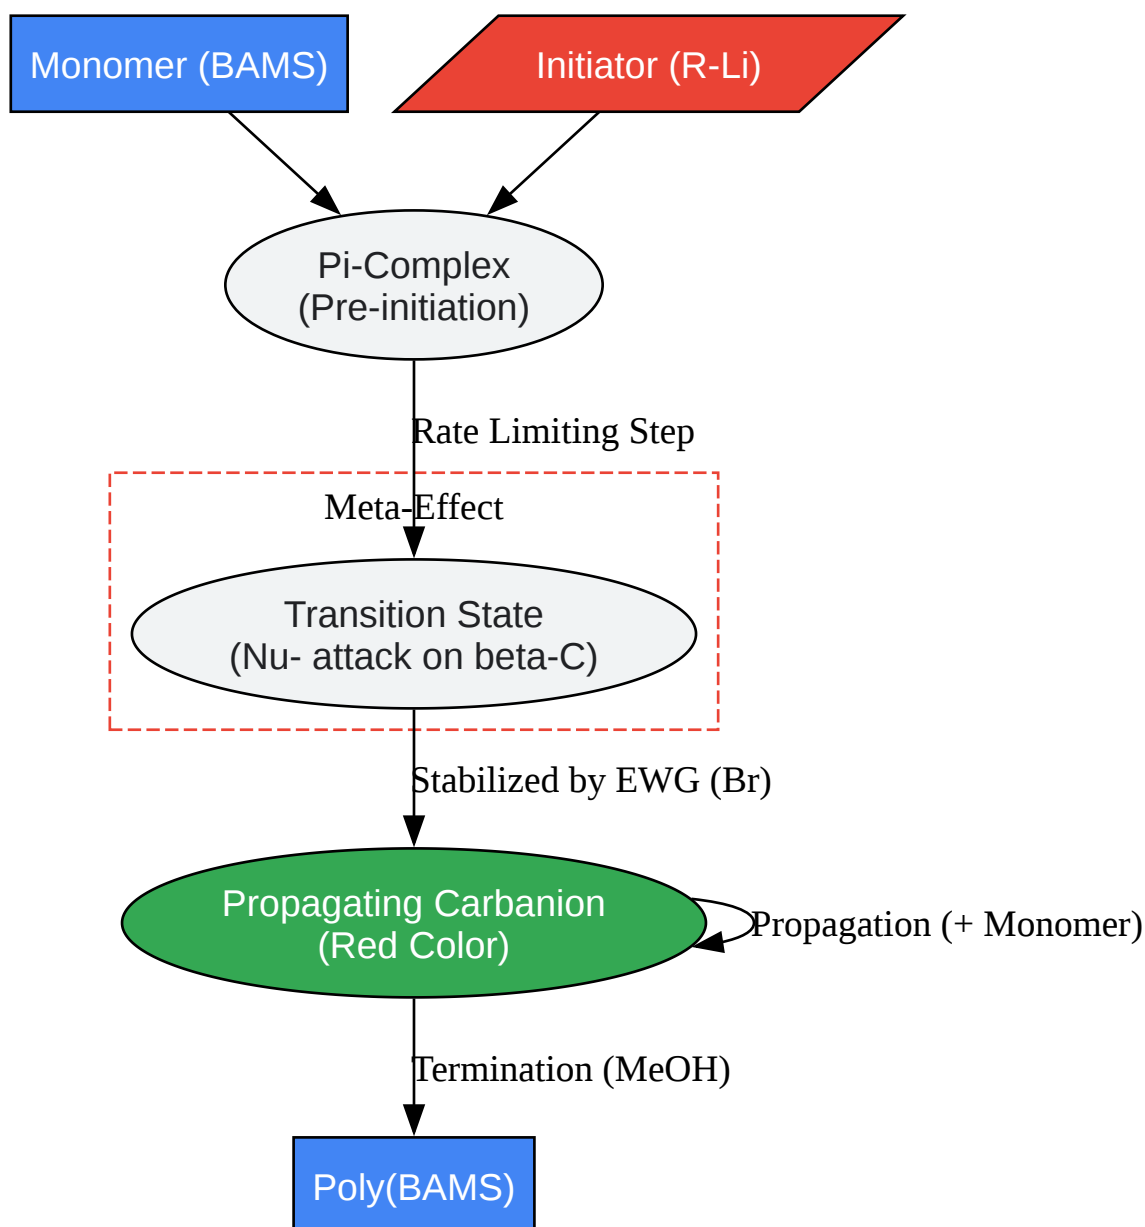 Monomer (BAMS)
Initiator (R-Li)
Pi-Complex
(Pre-initiation)
Rate Limiting Step
Meta-Effect
Transition State
(Nu- attack on beta-C)
Stabilized by EWG (Br)
Propagating Carbanion
(Red Color)
Propagation (+ Monomer)
Termination (MeOH)
Poly(BAMS)